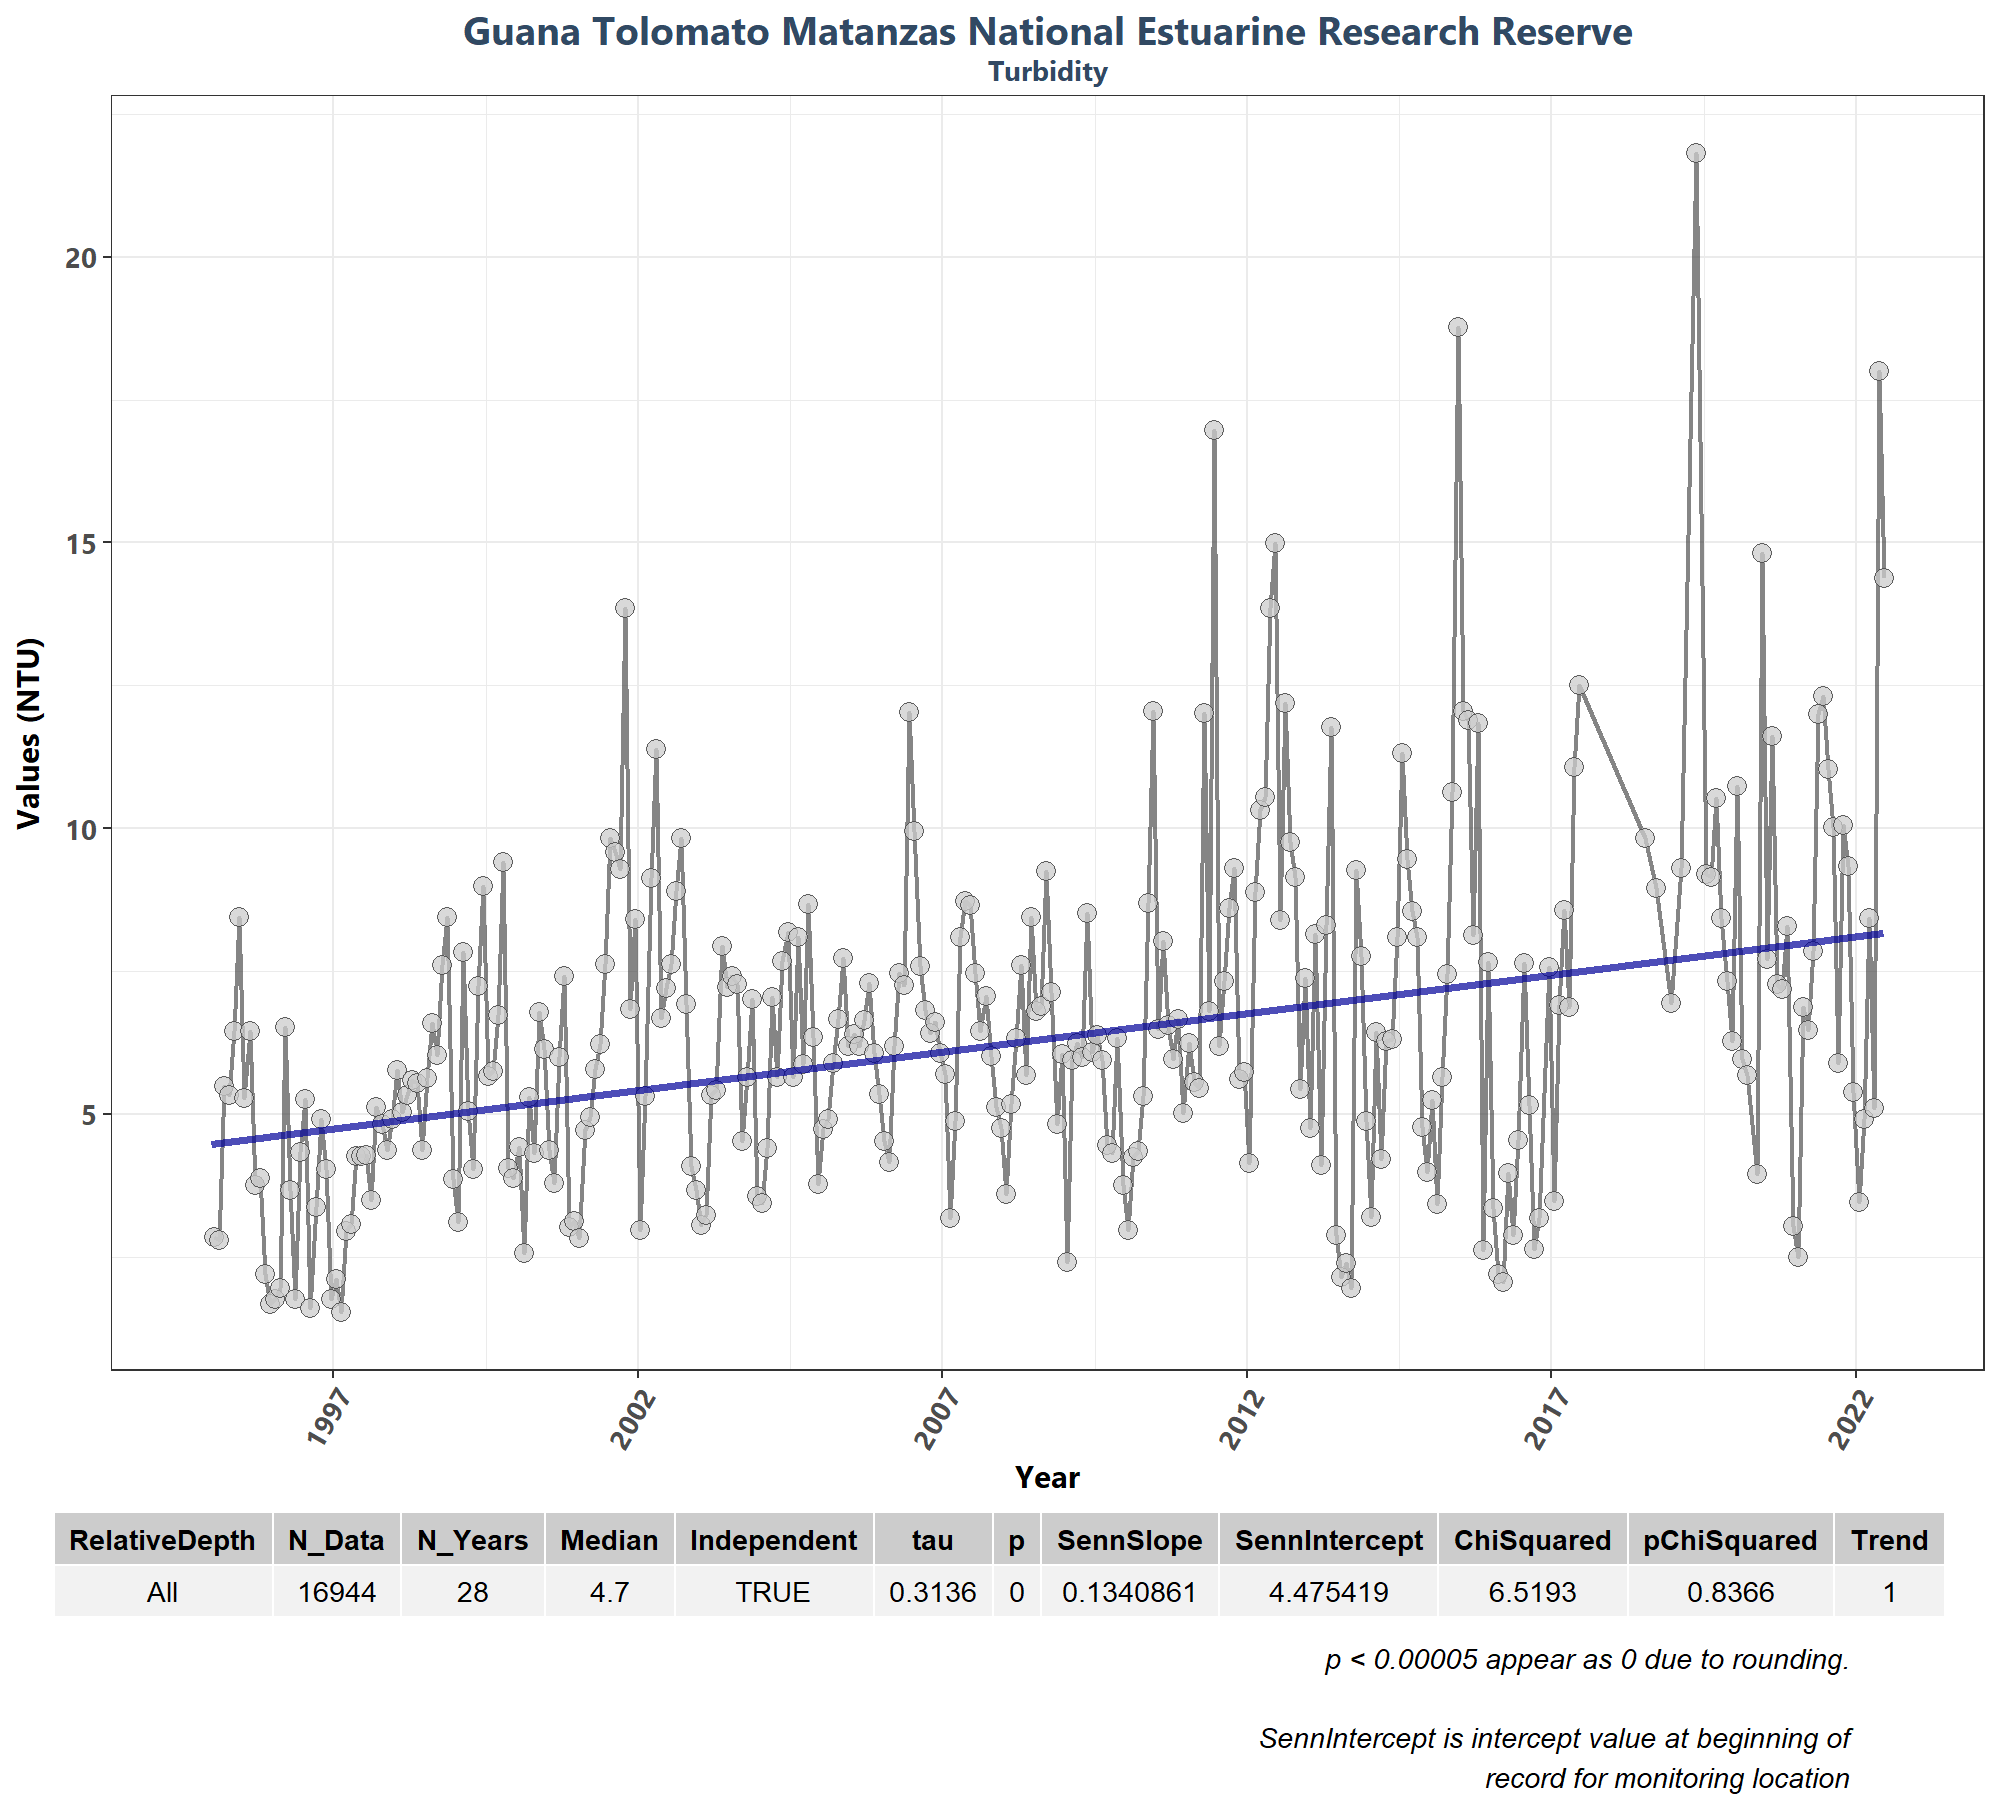 Guana Tolomato Matanzas National Estuarine Research Reserve
Turbidity
Values (NTU)
20
15
10
5
1997 2002 2007 2012 2017 2022
Year
RelativeDepth N_Data N_Years Median Independent tau p SennSlope SennIntercept ChiSquared pChiSquared Trend
All 16944 28 4.7 TRUE 0.3136 0 0.1340861 4.475419 6.5193 0.8366 1
p < 0.00005 appear as 0 due to rounding.
SennIntercept is intercept value at beginning of
record for monitoring location